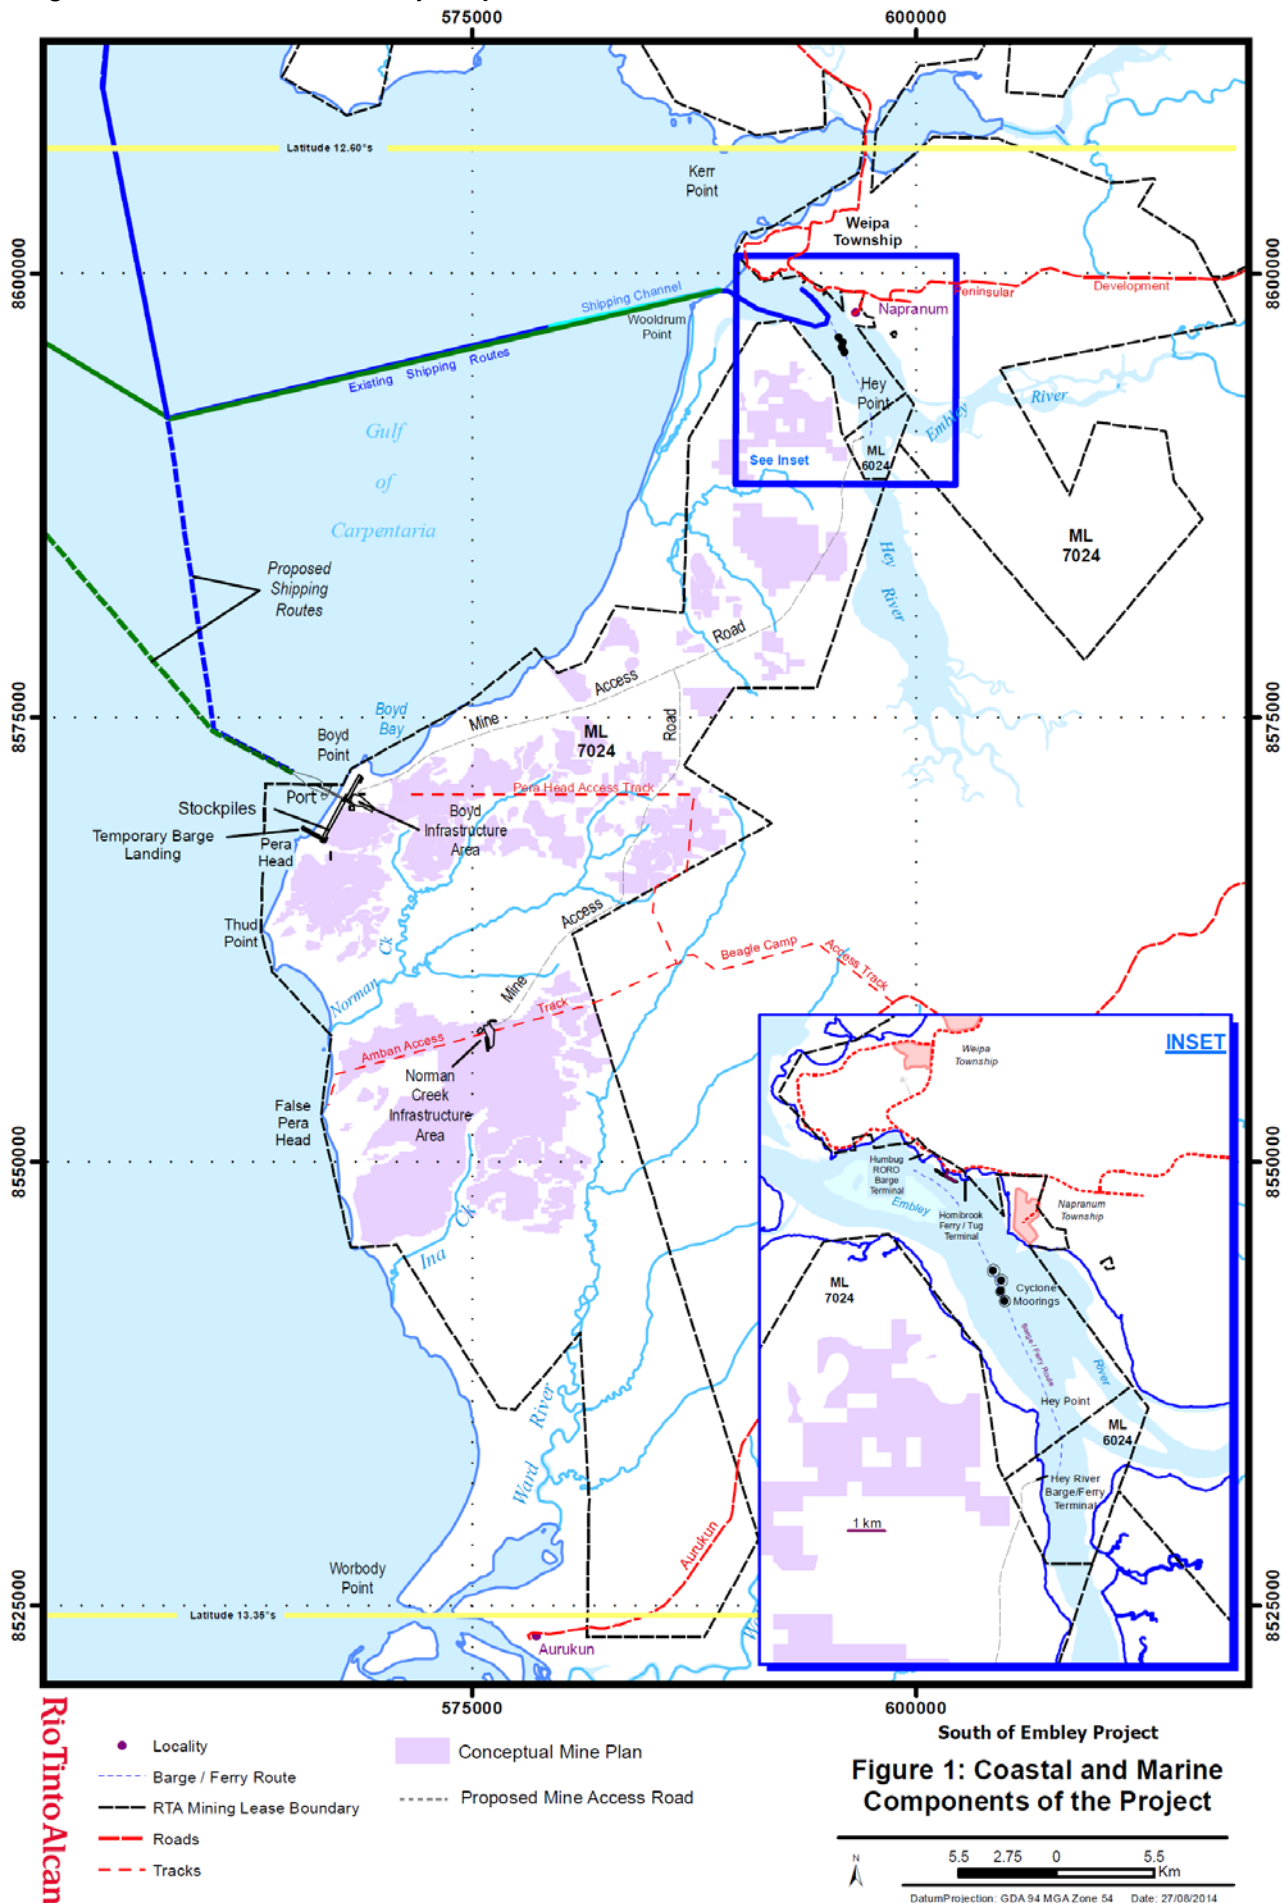 575000
600000
Latitude 12.60°s
Kerr
Point
Weipa
Township
8600000
8600000
Shipping Channel
Wooldrum
Point
Peninsular
Development
Napranum
Existing Shipping Routes
Hey
Point
Embley
River
Gulf
of
Carpentaria
See Inset
ML
6024
ML
7024
Hey
River
Proposed
Shipping
Routes
Road
Access
Mine
Road
Boyd
Bay
8575000
8575000
Boyd
Point
ML
7024
Port
Pera Head Access Track
Stockpiles
Boyd
Infrastructure
Area
Temporary Barge
Landing
Pera
Head
Thud
Point
Access
Mine
Norman
Ck
Beagle Camp
Access Track
Track
Amban Access
Norman
Creek
Infrastructure
Area
False
Pera
Head
8550000
8550000
Ina
Ck
Ward
River
Aurukun
Worbody
Point
8525000
8525000
Latitude 13.35°s
Aurukun
INSET
Weipa
Township
Humbug
RORO
Barge
Terminal
Embley
Hornibrook
Ferry / Tug
Terminal
Napranum
Township
ML
7024
Cyclone
Moorings
Barge / Ferry Route
River
Hey Point
ML
6024
Hey River
Barge/Ferry
Terminal
1 km
575000
600000
RioTintoAlcan
Locality
Barge / Ferry Route
RTA Mining Lease Boundary
Roads
Tracks
Conceptual Mine Plan
Proposed Mine Access Road
South of Embley Project
Figure 1: Coastal and Marine
Components of the Project
N
5.5 2.75 0 5.5
Km
DatumProjection: GDA 94 MGA Zone 54 Date: 27/08/2014